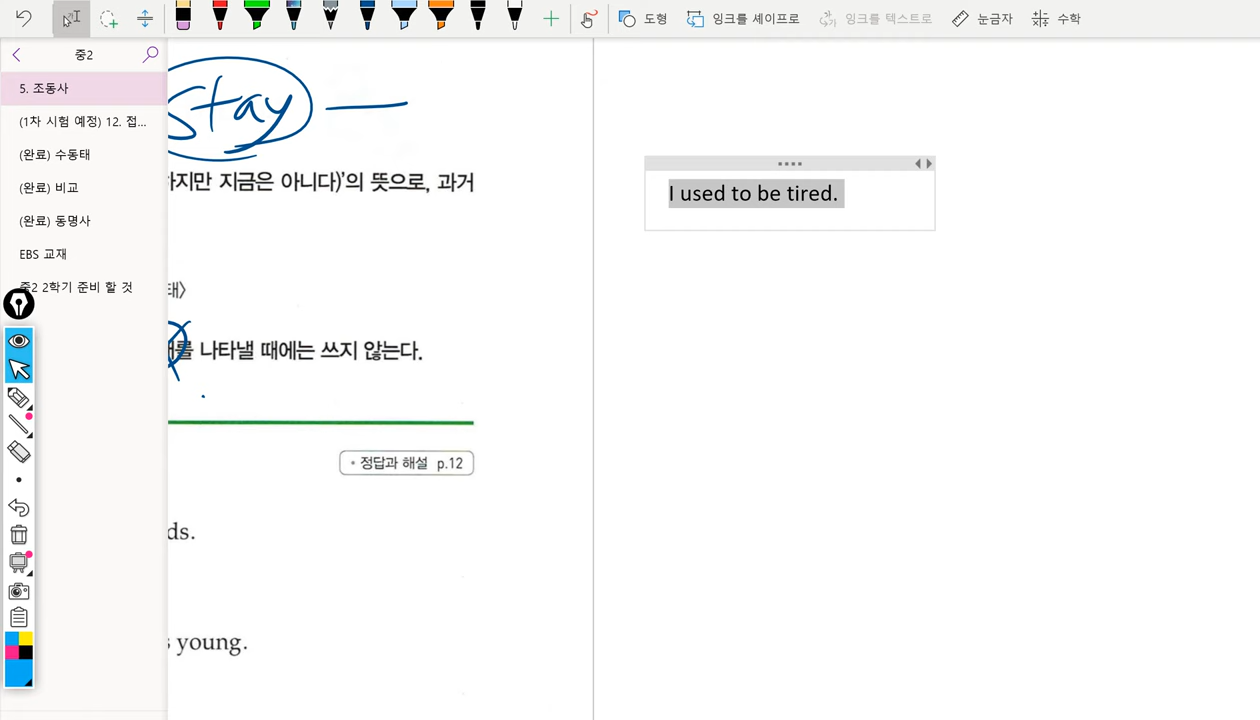 도형
잉크를 셰이프로
잉크를 텍스트로
눈금자
수학
중2
5. 조동사
(1차 시험 예정) 12. 접...
(완료) 수동태
(완료) 비교
(완료) 동명사
EBS 교재
중2 2학기 준비 할 것
Stay
하지만 지금은 아니다)'의 뜻으로, 과거
태〉
를 나타낼 때에는 쓰지 않는다.
• 정답과 해설 p.12
ds.
s young.
I used to be tired.